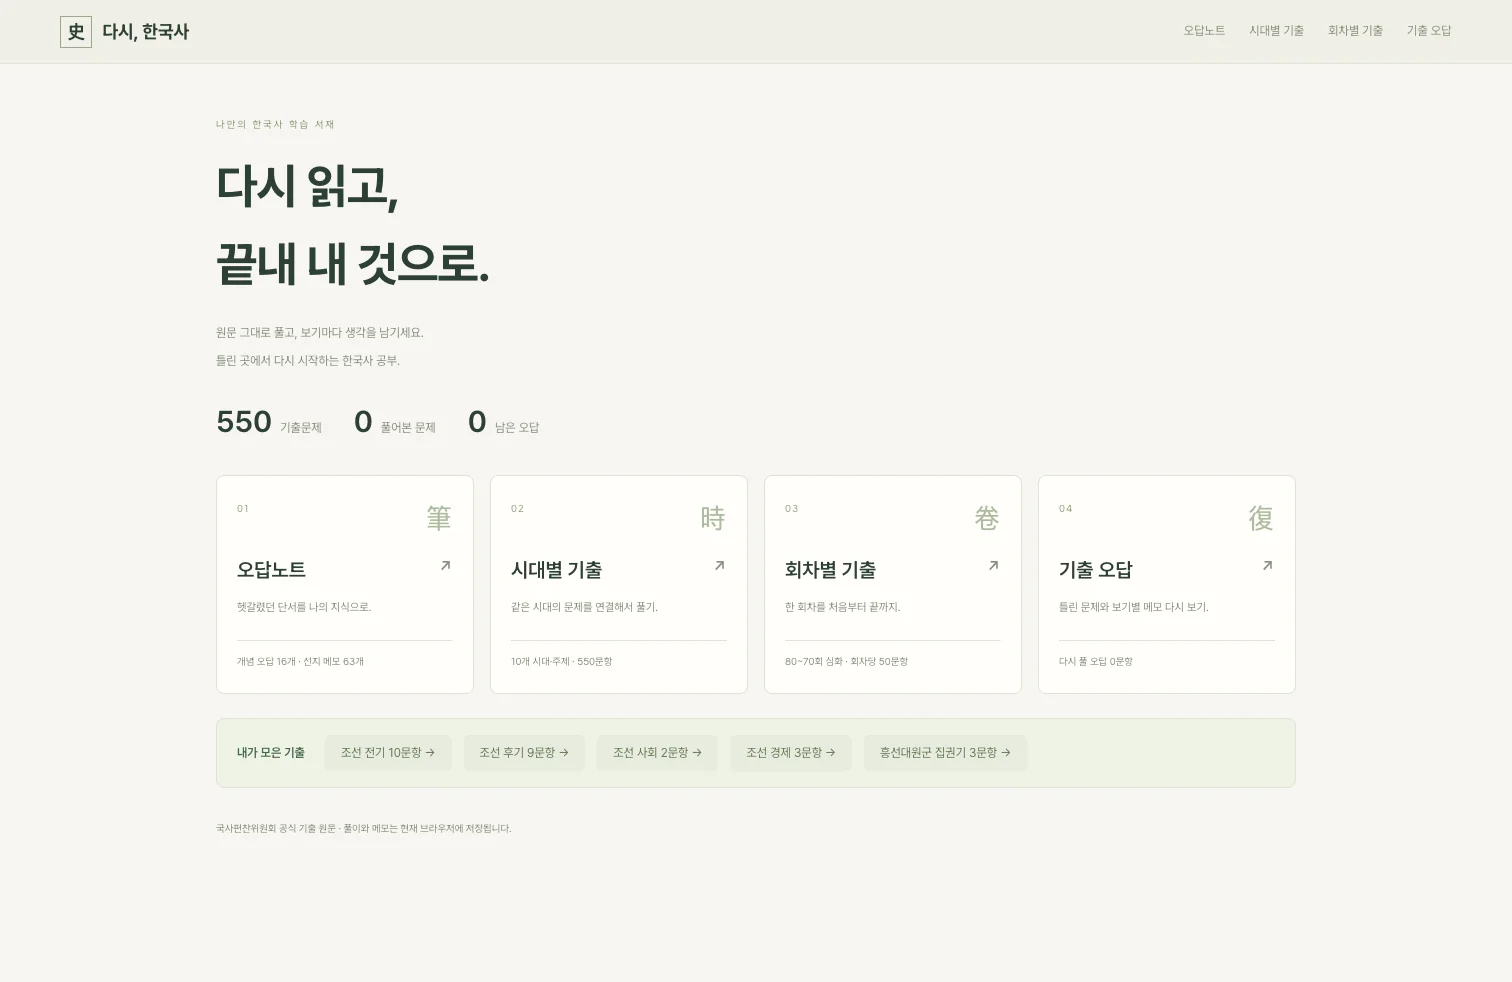 史 다시, 한국사
오답노트 시대별 기출 회차별 기출 기출 오답
나만의 한국사 학습 서재
다시 읽고,
끝내 내 것으로.
원문 그대로 풀고, 보기마다 생각을 남기세요.
틀린 곳에서 다시 시작하는 한국사 공부.
550 기출문제 0 풀어본 문제 0 남은 오답
01 筆
오답노트 ↗
헷갈렸던 단서를 나의 지식으로.
개념 오답 16개 · 선지 메모 63개
02 時
시대별 기출 ↗
같은 시대의 문제를 연결해서 풀기.
10개 시대·주제 · 550문항
03 卷
회차별 기출 ↗
한 회차를 처음부터 끝까지.
80~70회 심화 · 회차당 50문항
04 復
기출 오답 ↗
틀린 문제와 보기별 메모 다시 보기.
다시 풀 오답 0문항
내가 모은 기출 조선 전기 10문항 → 조선 후기 9문항 → 조선 사회 2문항 → 조선 경제 3문항 → 흥선대원군 집권기 3문항 →
국사편찬위원회 공식 기출 원문 · 풀이와 메모는 현재 브라우저에 저장됩니다.